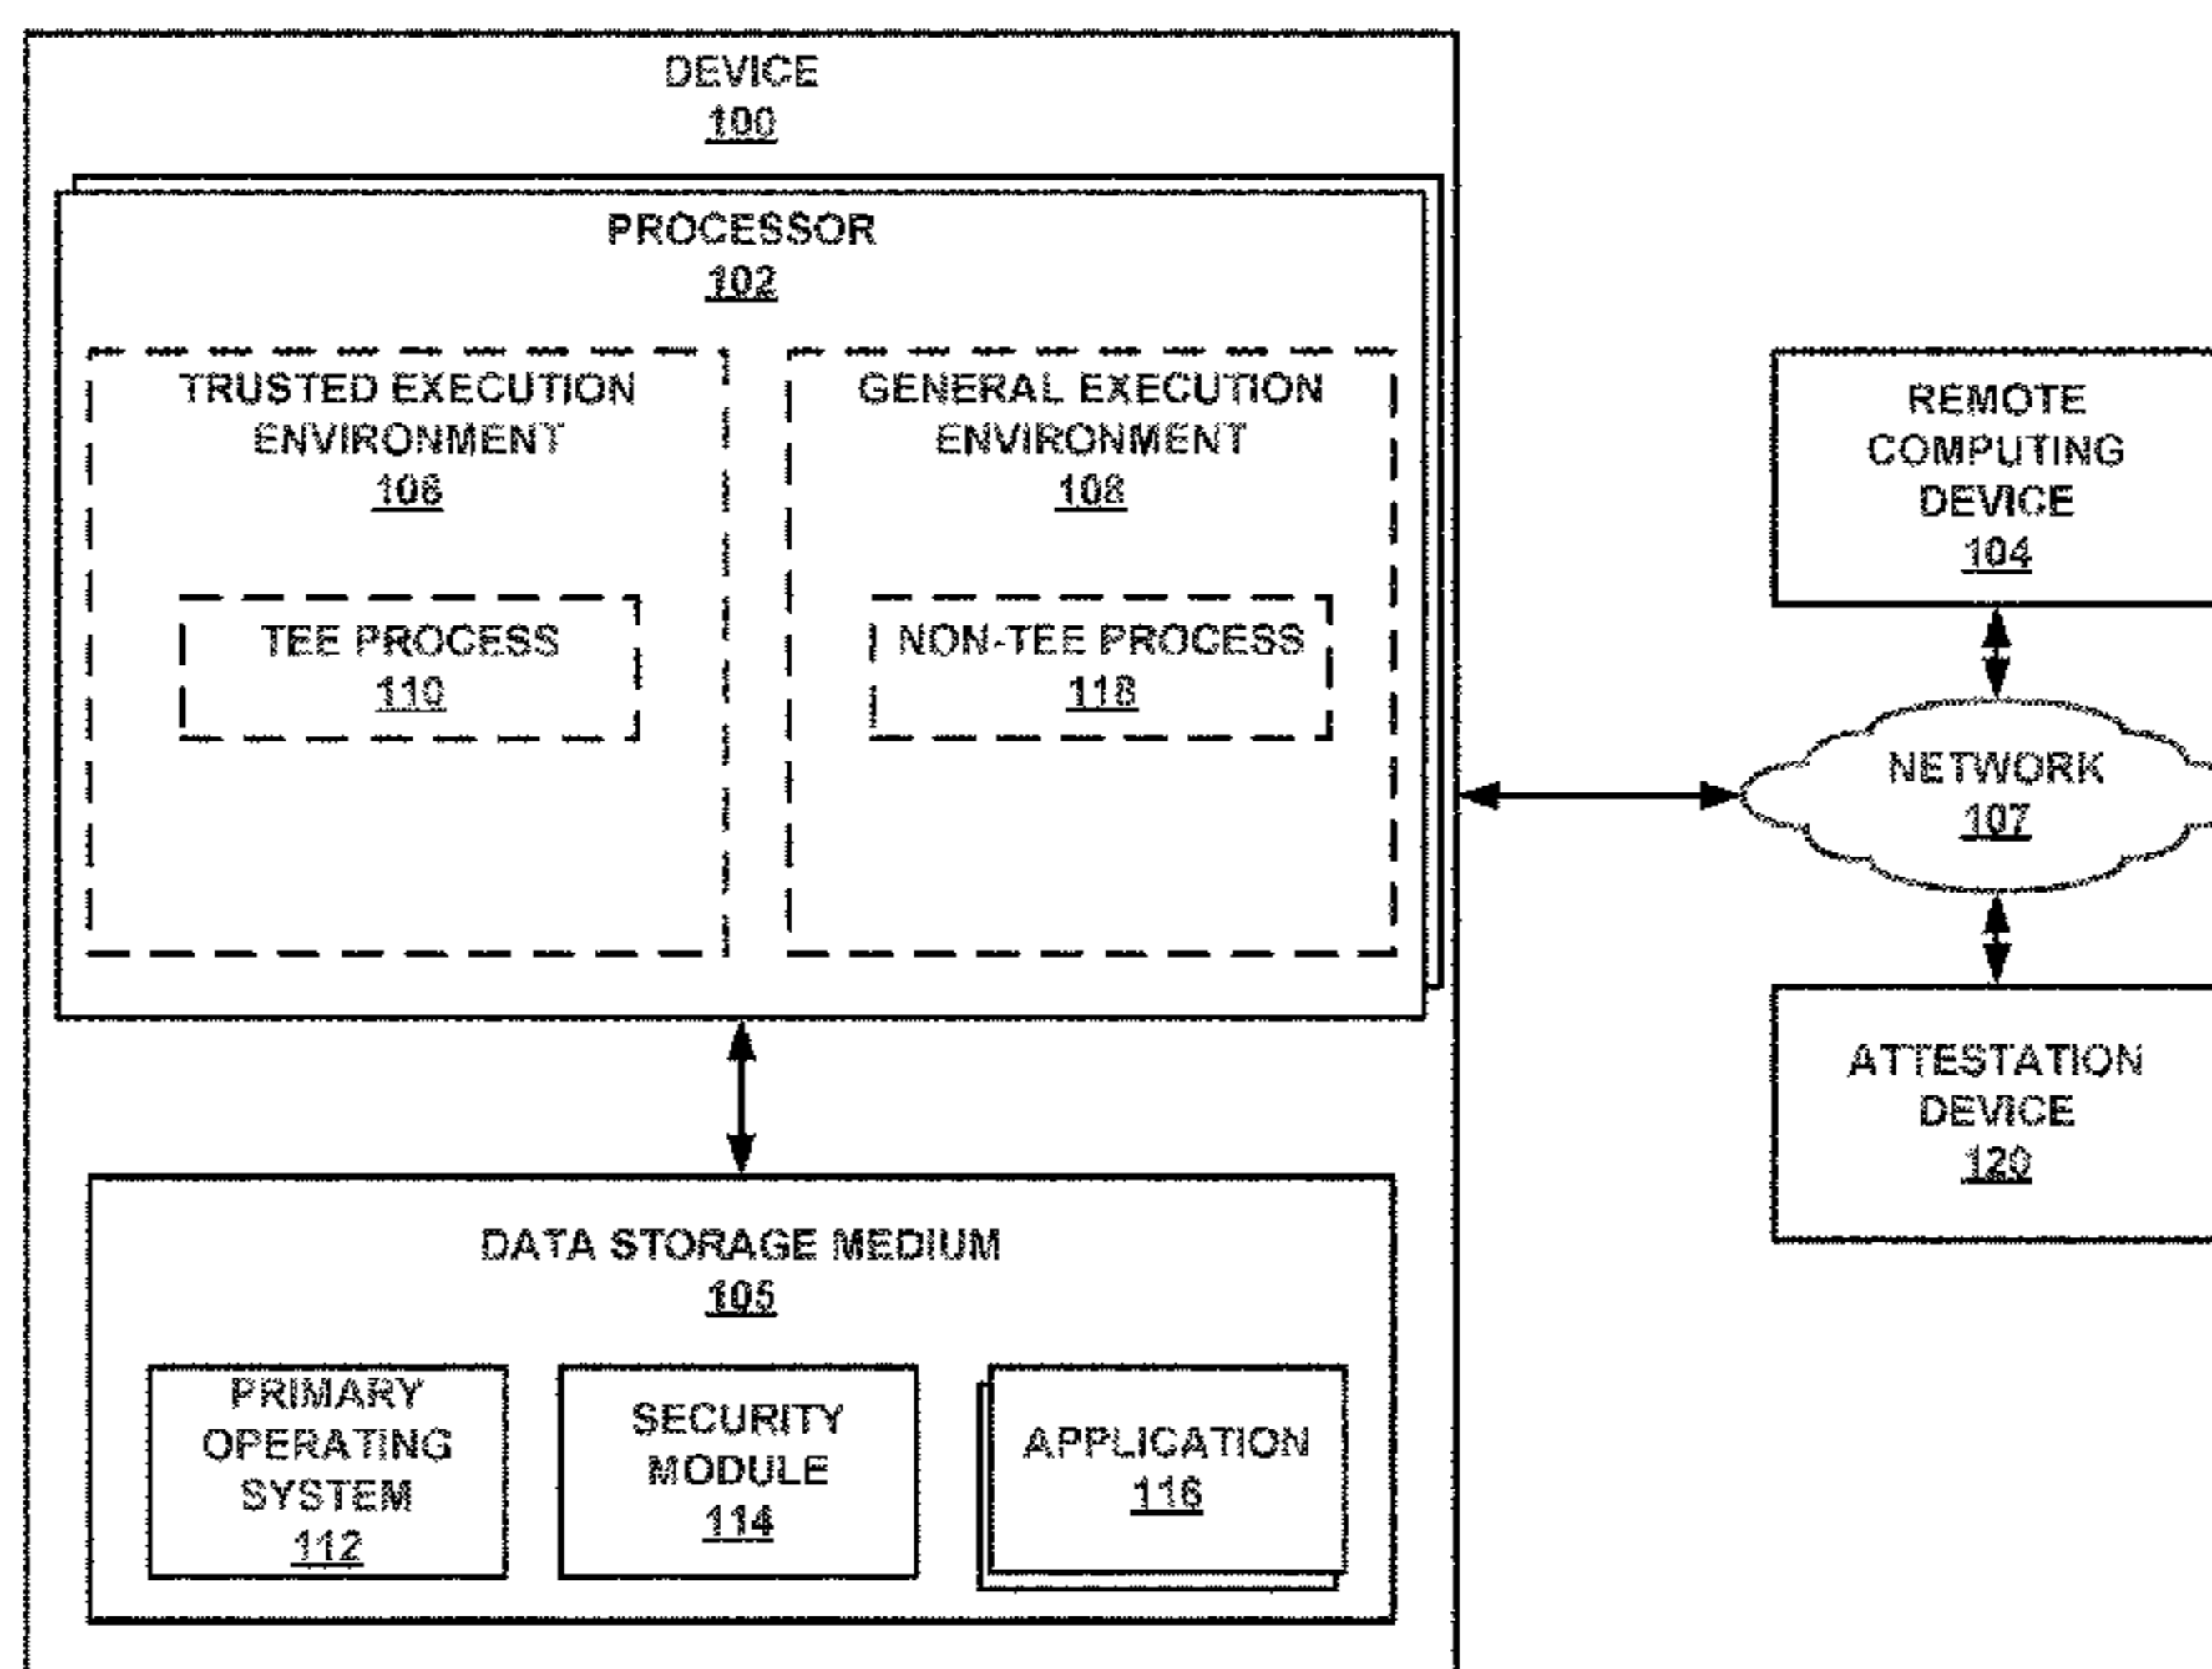 DEVICE
100
PROCESSOR
102
TRUSTED EXECUTION
ENVIRONMENT
106
TEE PROCESS
110
GENERAL EXECUTION
ENVIRONMENT
108
NON-TEE PROCESS
118
DATA STORAGE MEDIUM
105
PRIMARY
OPERATING
SYSTEM
112
SECURITY
MODULE
114
APPLICATION
116
REMOTE
COMPUTING
DEVICE
104
NETWORK
107
ATTESTATION
DEVICE
120